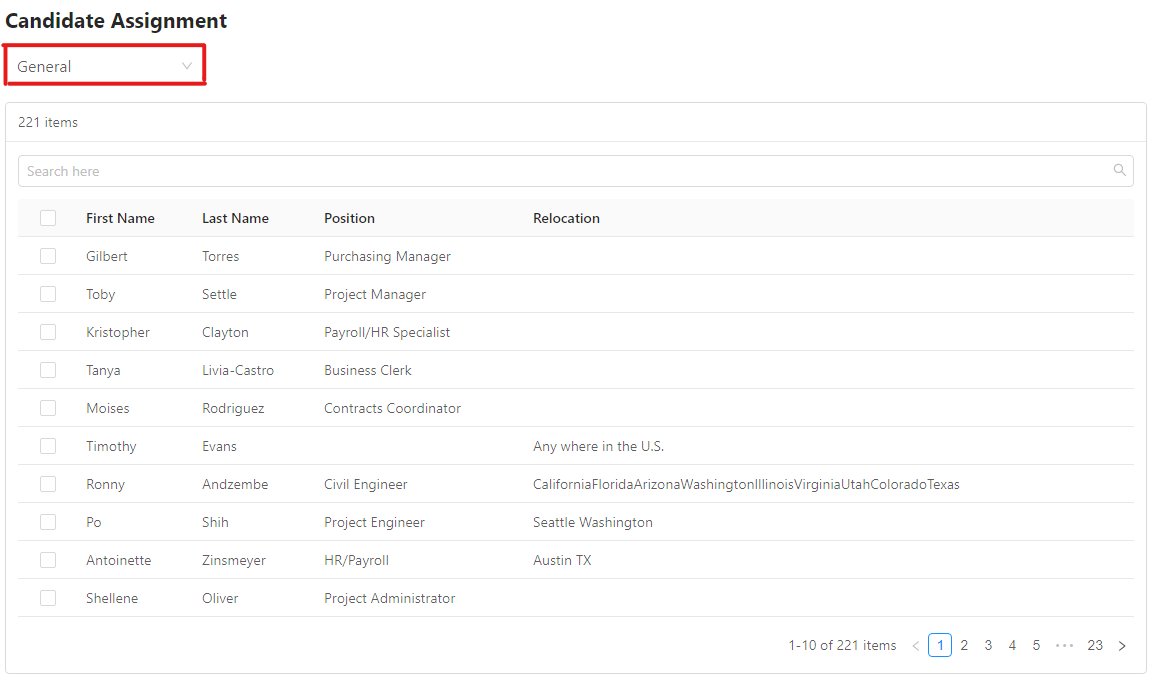 Candidate Assignment
General
221 items
Search here
First Name Last Name Position Relocation
Gilbert Torres Purchasing Manager
Toby Settle Project Manager
Kristopher Clayton Payroll/HR Specialist
Tanya Livia-Castro Business Clerk
Moises Rodriguez Contracts Coordinator
Timothy Evans Any where in the U.S.
Ronny Andzembe Civil Engineer CaliforniaFloridaArizonaWashingtonIllinoisVirginiaUtahColoradoTexas
Po Shih Project Engineer Seattle Washington
Antoinette Zinsmeyer HR/Payroll Austin TX
Shellene Oliver Project Administrator
1-10 of 221 items < 1 2 3 4 5 ••• 23 >